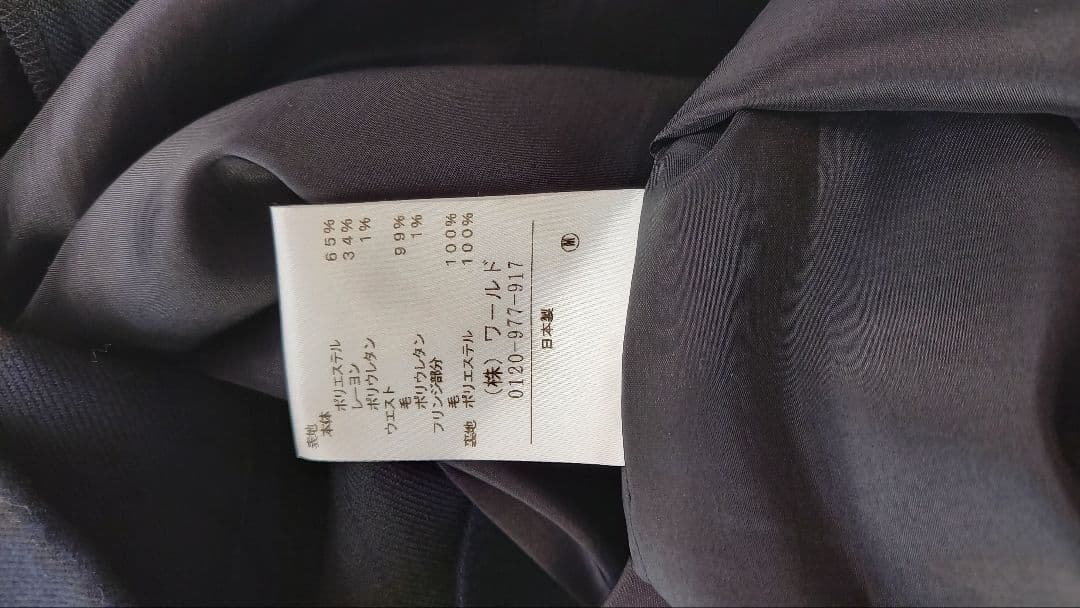 表地
本体
ポリエステル 65%
レーヨン 34%
ポリウレタン 1%
ウエスト
毛 99%
ポリウレタン 1%
フリンジ部分
毛 100%
裏地 ポリエステル 100%
(株) ワールド
0120-977-917
日本製
M